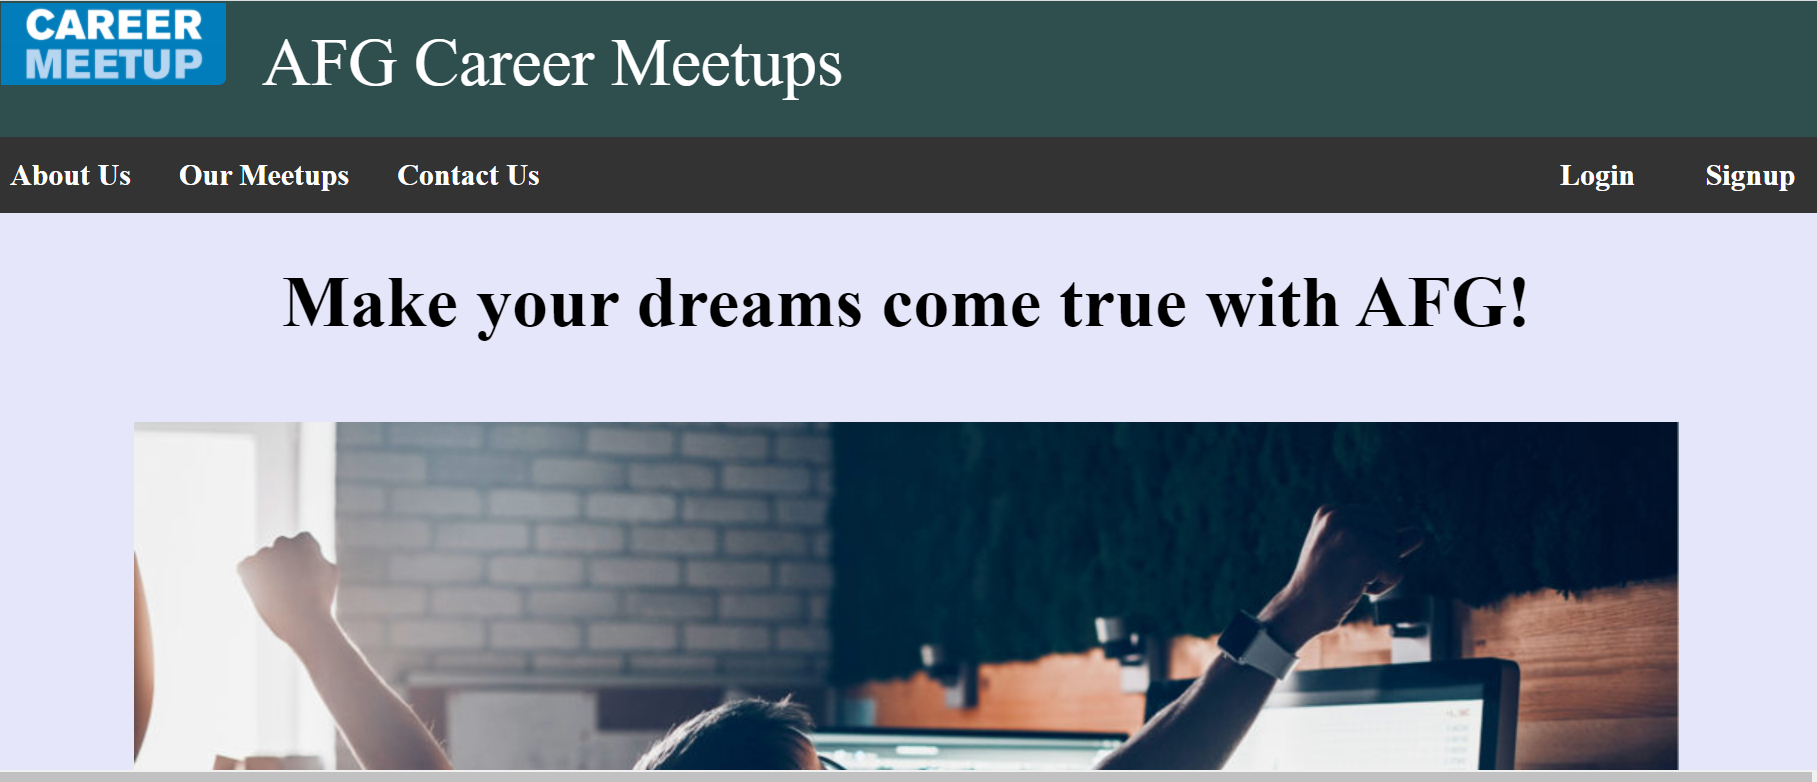 CAREER
MEETUP
AFG Career Meetups
About Us Our Meetups Contact Us Login Signup
Make your dreams come true with AFG!